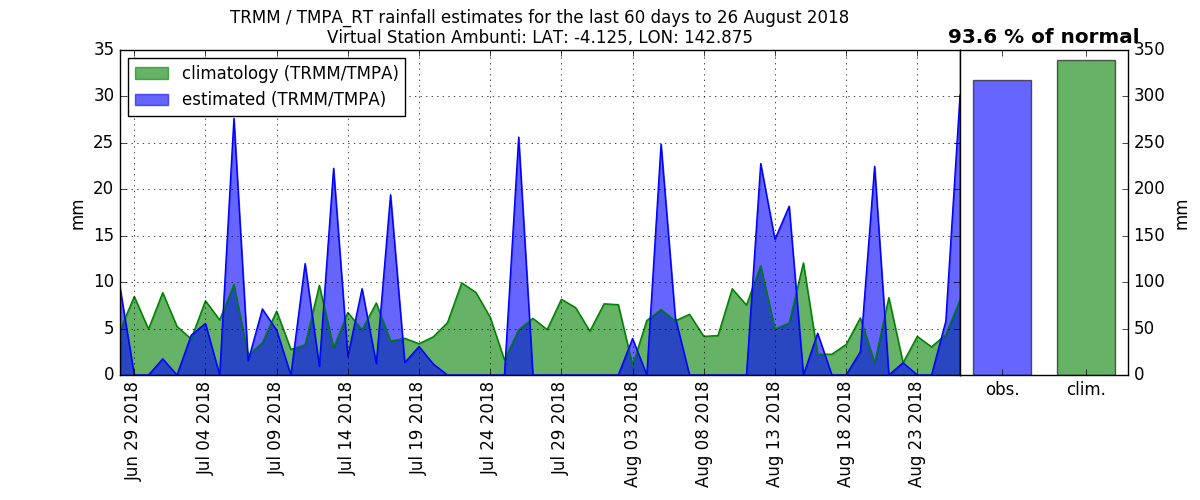 TRMM / TMPA_RT rainfall estimates for the last 60 days to 26 August 2018
Virtual Station Ambunti: LAT: -4.125, LON: 142.875
93.6 % of normal
climatology (TRMM/TMPA)
estimated (TRMM/TMPA)
35
30
25
20
15
10
5
0
mm
350
300
250
200
150
100
50
0
mm
Jun 29 2018
Jul 04 2018
Jul 09 2018
Jul 14 2018
Jul 19 2018
Jul 24 2018
Jul 29 2018
Aug 03 2018
Aug 08 2018
Aug 13 2018
Aug 18 2018
Aug 23 2018
obs.
clim.